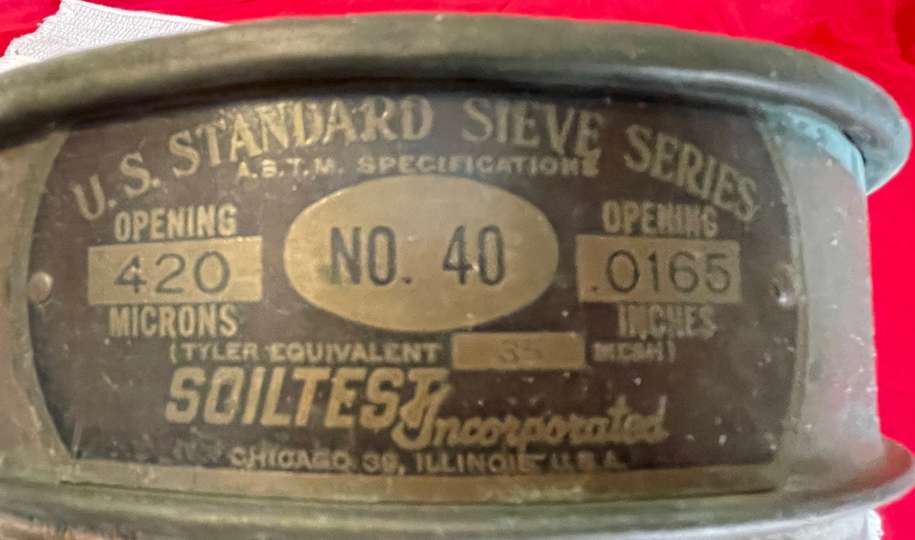 U.S. STANDARD SIEVE SERIES
A.S.T.M. SPECIFICATIONS
OPENING
420
MICRONS
NO. 40
OPENING
.0165
INCHES
(TYLER EQUIVALENT 35 MESH)
SOILTEST Incorporated
CHICAGO 39, ILLINOIS U.S.A.